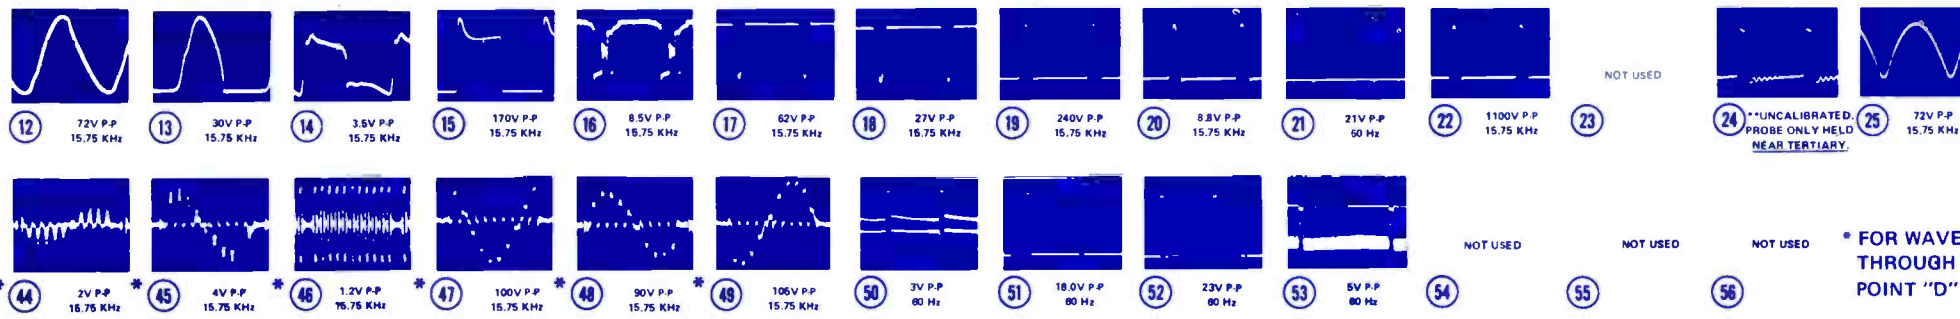 12 72V P-P
15.75 KHz
13 30V P-P
15.75 KHz
14 3.5V P-P
15.75 KHz
15 170V P-P
15.75 KHz
16 8.5V P-P
15.75 KHz
17 62V P-P
15.75 KHz
18 27V P-P
15.75 KHz
19 240V P-P
15.75 KHz
20 8.8V P-P
15.75 KHz
21 21V P-P
60 Hz
22 1100V P-P
15.75 KHz
NOT USED
23
24 **UNCALIBRATED.
PROBE ONLY HELD
NEAR TERTIARY.
25 72V P-P
15.75 KHz
* 44 2V P-P
15.75 KHz
* 45 4V P-P
15.75 KHz
* 46 1.2V P-P
15.75 KHz
* 47 100V P-P
15.75 KHz
* 48 90V P-P
15.75 KHz
* 49 105V P-P
15.75 KHz
50 3V P-P
60 Hz
51 18.0V P-P
60 Hz
52 23V P-P
60 Hz
53 5V P-P
60 Hz
NOT USED
54
NOT USED
55
NOT USED
56
* FOR WAVE
THROUGH
POINT "D"